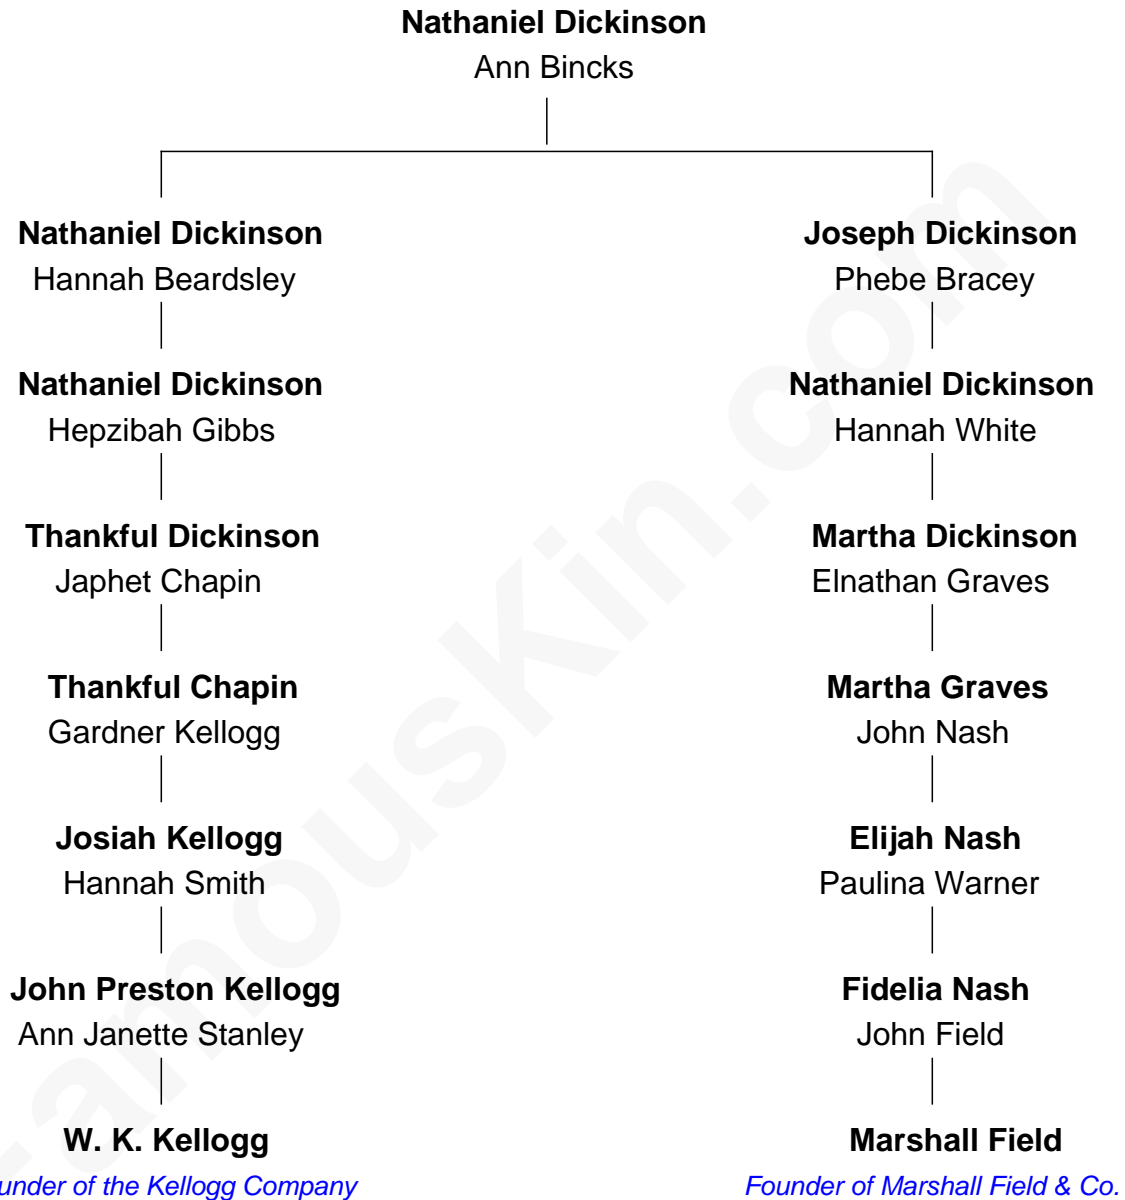 Nathaniel Dickinson
Ann Bincks
Nathaniel Dickinson Joseph Dickinson
Hannah Beardsley Phebe Bracey
Nathaniel Dickinson Nathaniel Dickinson
Hepzibah Gibbs Hannah White
Thankful Dickinson Martha Dickinson
Japhet Chapin Elnathan Graves
Thankful Chapin Martha Graves
Gardner Kellogg John Nash
Josiah Kellogg Elijah Nash
Hannah Smith Paulina Warner
John Preston Kellogg Fidelia Nash
Ann Janette Stanley John Field
W. K. Kellogg Marshall Field
under of the Kellogg Company Founder of Marshall Field & Co.
FamousKin.com